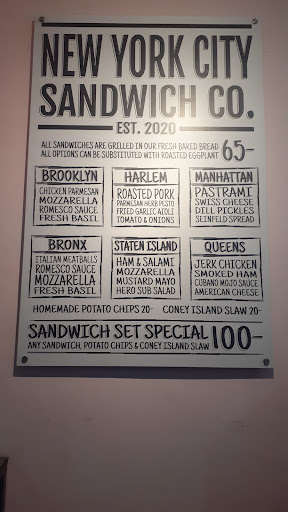 NEW YORK CITY
SANDWICH CO.
EST. 2020
ALL SANDWICHES ARE GRILLED IN OUR FRESH BAKED BREAD
ALL OPTIONS CAN BE SUBSTITUTED WITH ROASTED EGGPLANT 65-
BROOKLYN
CHICKEN PARMESAN
MOZZARELLA
ROMESCO SAUCE
FRESH BASIL
HARLEM
ROASTED PORK
PARMESAN HERB PESTO
FRIED GARLIC AIOLI
TOMATO & ONIONS
MANHATTAN
PASTRAMI
SWISS CHEESE
DILL PICKLES
SEINFELD SPREAD
BRONX
ITALIAN MEATBALLS
ROMESCO SAUCE
MOZZARELLA
FRESH BASIL
STATEN ISLAND
HAM & SALAMI
MOZZARELLA
MUSTARD MAYO
HERO SUB SALAD
QUEENS
JERK CHICKEN
SMOKED HAM
CUBANO MOJO SAUCE
AMERICAN CHEESE
HOMEMADE POTATO CHIPS 20- CONEY ISLAND SLAW 20-
SANDWICH SET SPECIAL 100-
ANY SANDWICH, POTATO CHIPS & CONEY ISLAND SLAW